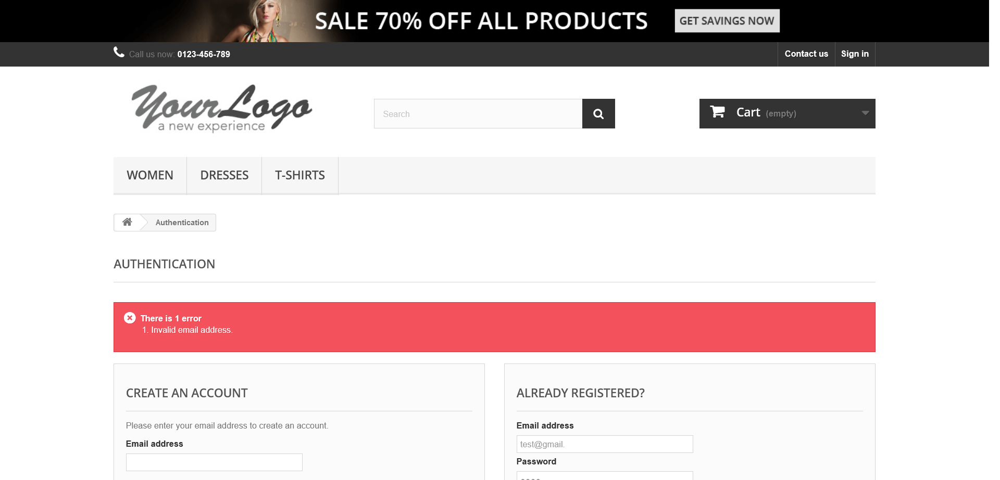 SALE 70% OFF ALL PRODUCTS GET SAVINGS NOW
Call us now: 0123-456-789 Contact us Sign in
YourLogo
a new experience
Search
Cart (empty)
WOMEN DRESSES T-SHIRTS
Authentication
AUTHENTICATION
There is 1 error
1. Invalid email address.
CREATE AN ACCOUNT
Please enter your email address to create an account.
Email address
ALREADY REGISTERED?
Email address
test@gmail.
Password